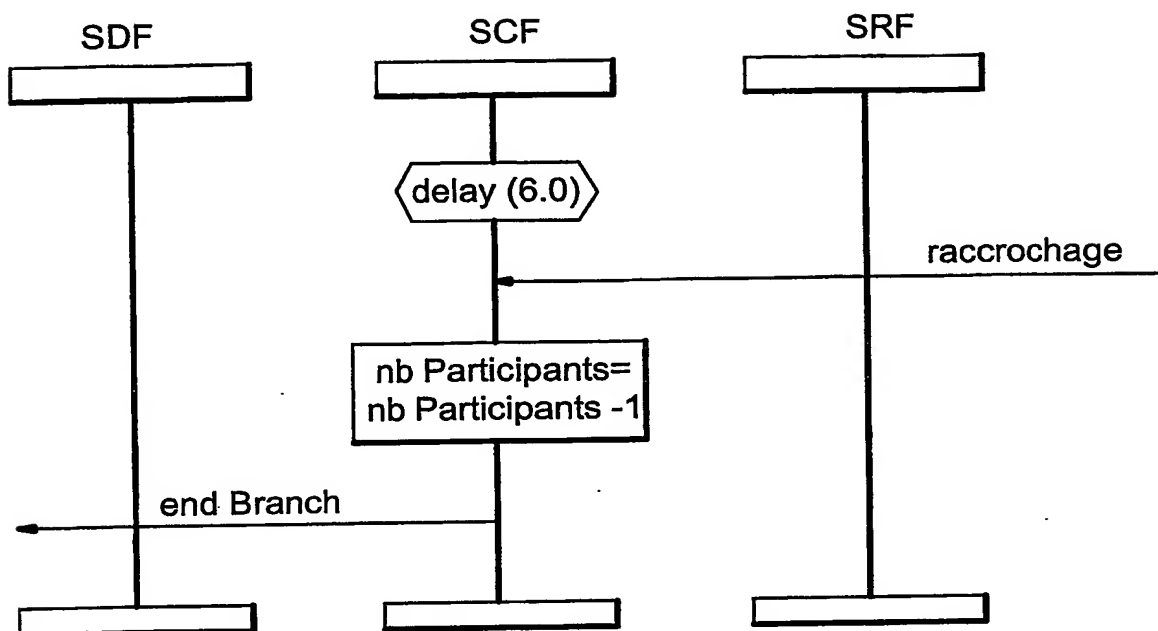 SDF
SCF
SRF
delay (6.0)
raccrochage
nb Participants=
nb Participants -1
end Branch